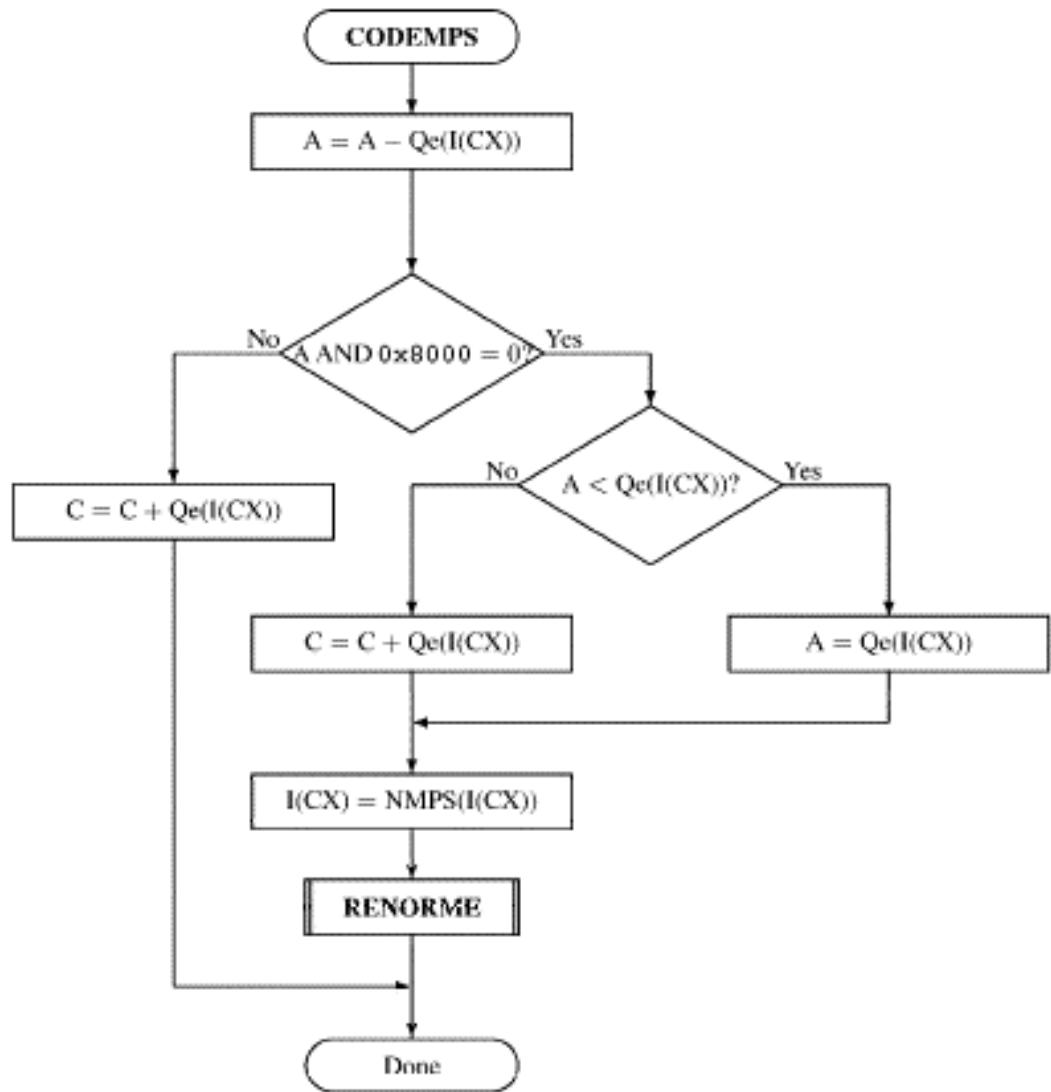 CODEMPS
A = A − Qe(I(CX))
A AND 0x8000 = 0?
No
Yes
A < Qe(I(CX))?
No
Yes
C = C + Qe(I(CX))
C = C + Qe(I(CX))
A = Qe(I(CX))
I(CX) = NMPS(I(CX))
RENORME
Done